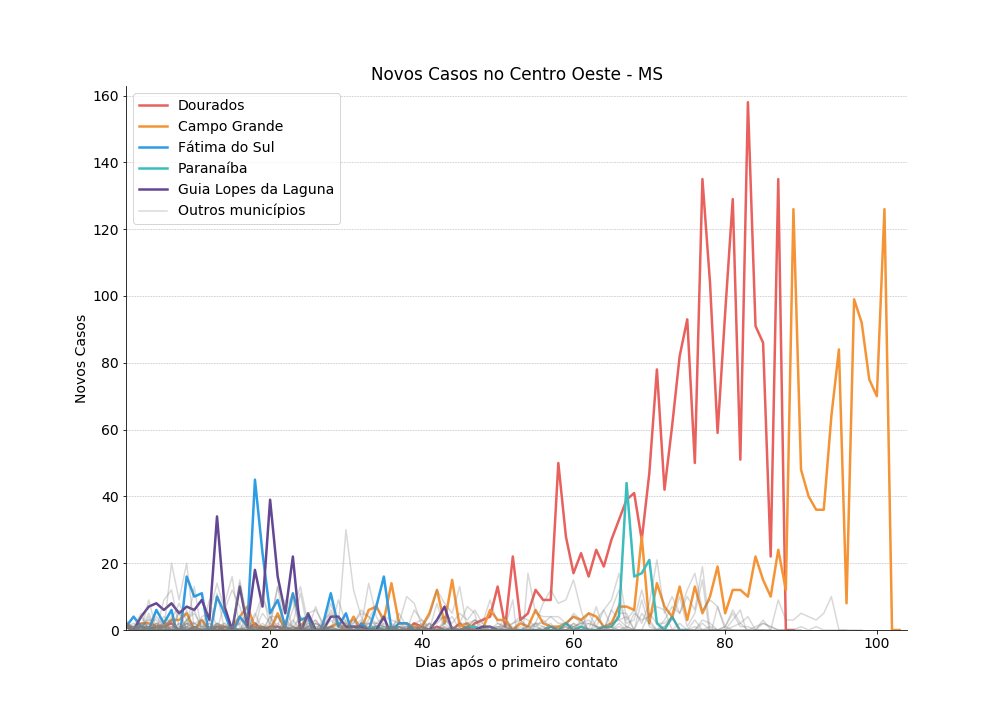 Novos Casos no Centro Oeste - MS
Dourados
Campo Grande
Fátima do Sul
Paranaíba
Guia Lopes da Laguna
Outros municípios
Novos Casos
160
140
120
100
80
60
40
20
0
20 40 60 80 100
Dias após o primeiro contato